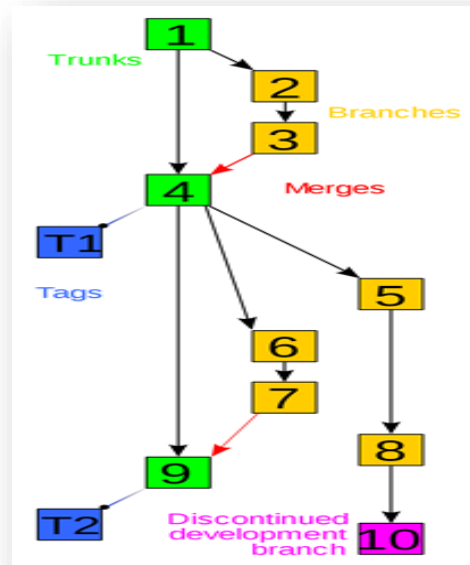 1
Trunks
2
Branches
3
Merges
4
T1
Tags
5
6
7
8
9
T2
Discontinued
development
branch
10